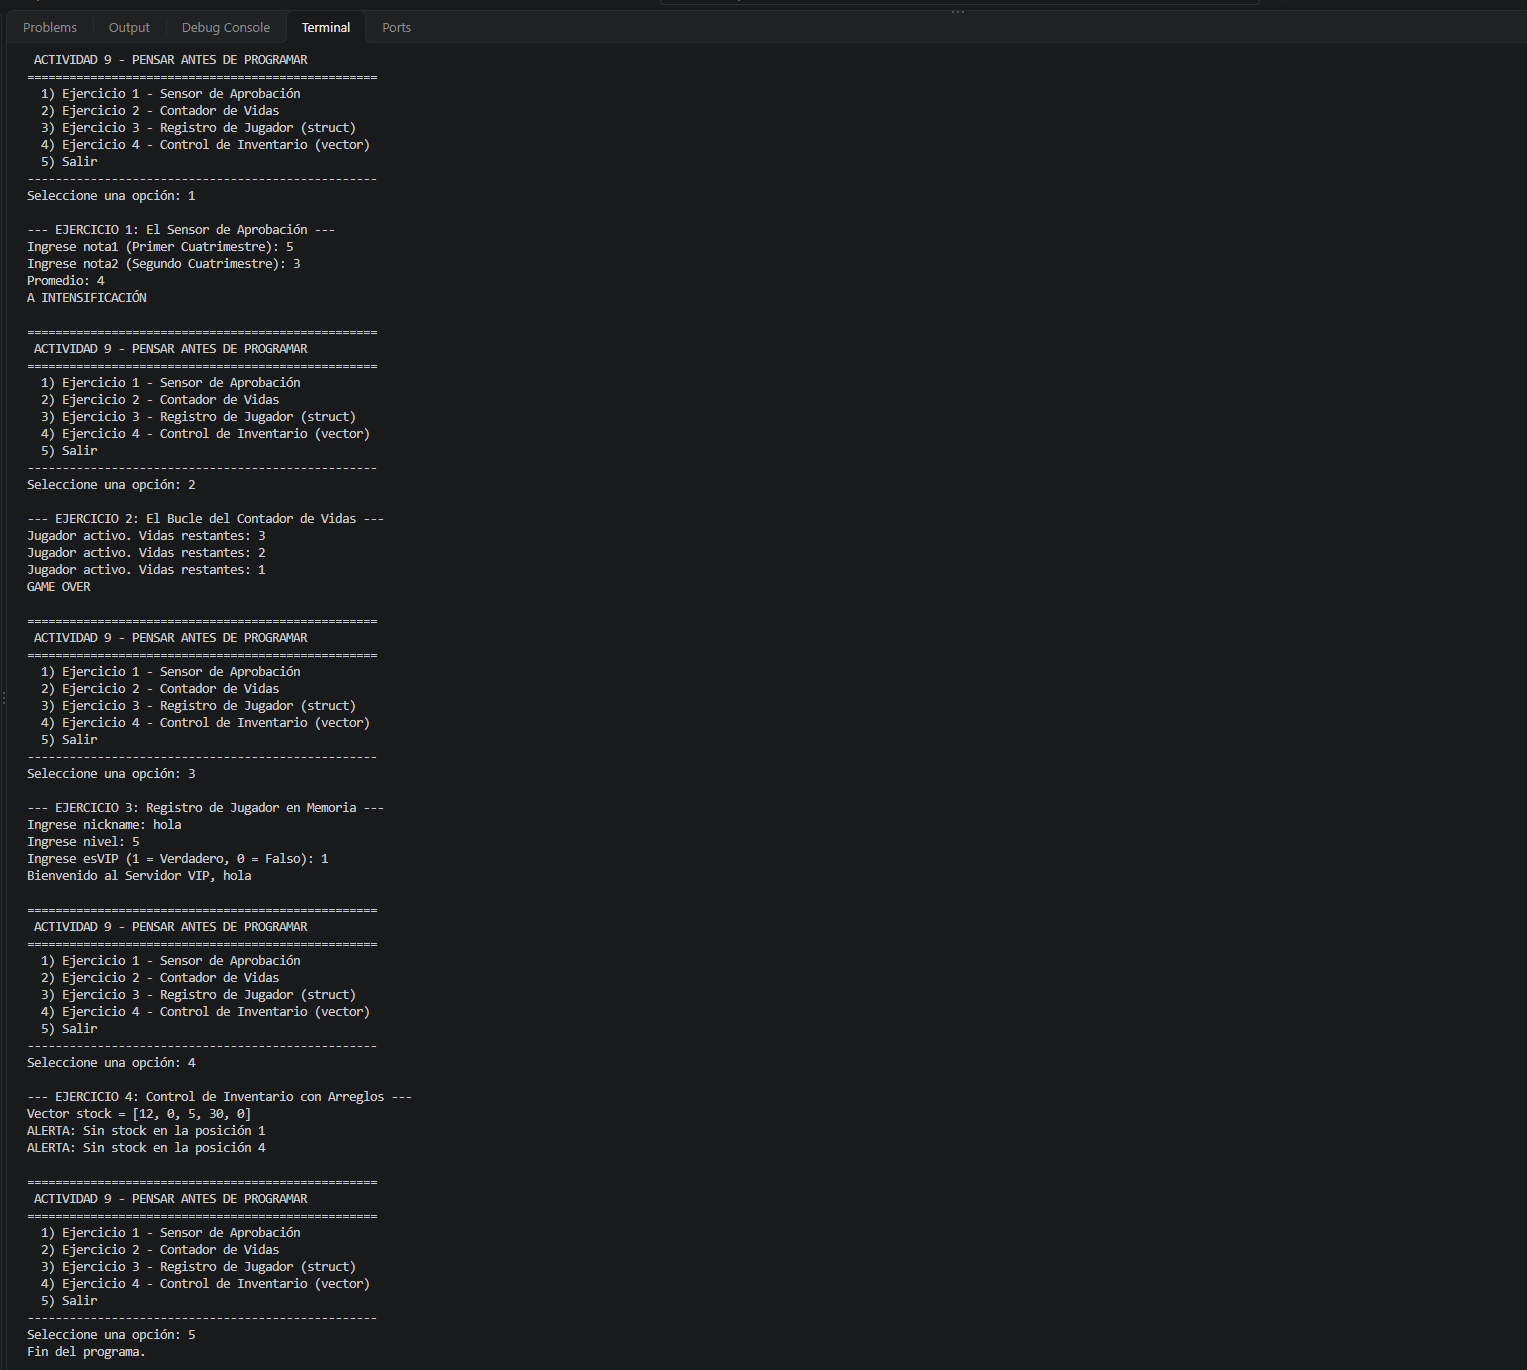 Problems Output Debug Console Terminal Ports
ACTIVIDAD 9 - PENSAR ANTES DE PROGRAMAR
==================================================
1) Ejercicio 1 - Sensor de Aprobación
2) Ejercicio 2 - Contador de Vidas
3) Ejercicio 3 - Registro de Jugador (struct)
4) Ejercicio 4 - Control de Inventario (vector)
5) Salir
--------------------------------------------------
Seleccione una opción: 1
--- EJERCICIO 1: El Sensor de Aprobación ---
Ingrese nota1 (Primer Cuatrimestre): 5
Ingrese nota2 (Segundo Cuatrimestre): 3
Promedio: 4
A INTENSIFICACIÓN
==================================================
ACTIVIDAD 9 - PENSAR ANTES DE PROGRAMAR
==================================================
1) Ejercicio 1 - Sensor de Aprobación
2) Ejercicio 2 - Contador de Vidas
3) Ejercicio 3 - Registro de Jugador (struct)
4) Ejercicio 4 - Control de Inventario (vector)
5) Salir
--------------------------------------------------
Seleccione una opción: 2
--- EJERCICIO 2: El Bucle del Contador de Vidas ---
Jugador activo. Vidas restantes: 3
Jugador activo. Vidas restantes: 2
Jugador activo. Vidas restantes: 1
GAME OVER
==================================================
ACTIVIDAD 9 - PENSAR ANTES DE PROGRAMAR
==================================================
1) Ejercicio 1 - Sensor de Aprobación
2) Ejercicio 2 - Contador de Vidas
3) Ejercicio 3 - Registro de Jugador (struct)
4) Ejercicio 4 - Control de Inventario (vector)
5) Salir
--------------------------------------------------
Seleccione una opción: 3
--- EJERCICIO 3: Registro de Jugador en Memoria ---
Ingrese nickname: hola
Ingrese nivel: 5
Ingrese esVIP (1 = Verdadero, 0 = Falso): 1
Bienvenido al Servidor VIP, hola
==================================================
ACTIVIDAD 9 - PENSAR ANTES DE PROGRAMAR
==================================================
1) Ejercicio 1 - Sensor de Aprobación
2) Ejercicio 2 - Contador de Vidas
3) Ejercicio 3 - Registro de Jugador (struct)
4) Ejercicio 4 - Control de Inventario (vector)
5) Salir
--------------------------------------------------
Seleccione una opción: 4
--- EJERCICIO 4: Control de Inventario con Arreglos ---
Vector stock = [12, 0, 5, 30, 0]
ALERTA: Sin stock en la posición 1
ALERTA: Sin stock en la posición 4
==================================================
ACTIVIDAD 9 - PENSAR ANTES DE PROGRAMAR
==================================================
1) Ejercicio 1 - Sensor de Aprobación
2) Ejercicio 2 - Contador de Vidas
3) Ejercicio 3 - Registro de Jugador (struct)
4) Ejercicio 4 - Control de Inventario (vector)
5) Salir
--------------------------------------------------
Seleccione una opción: 5
Fin del programa.